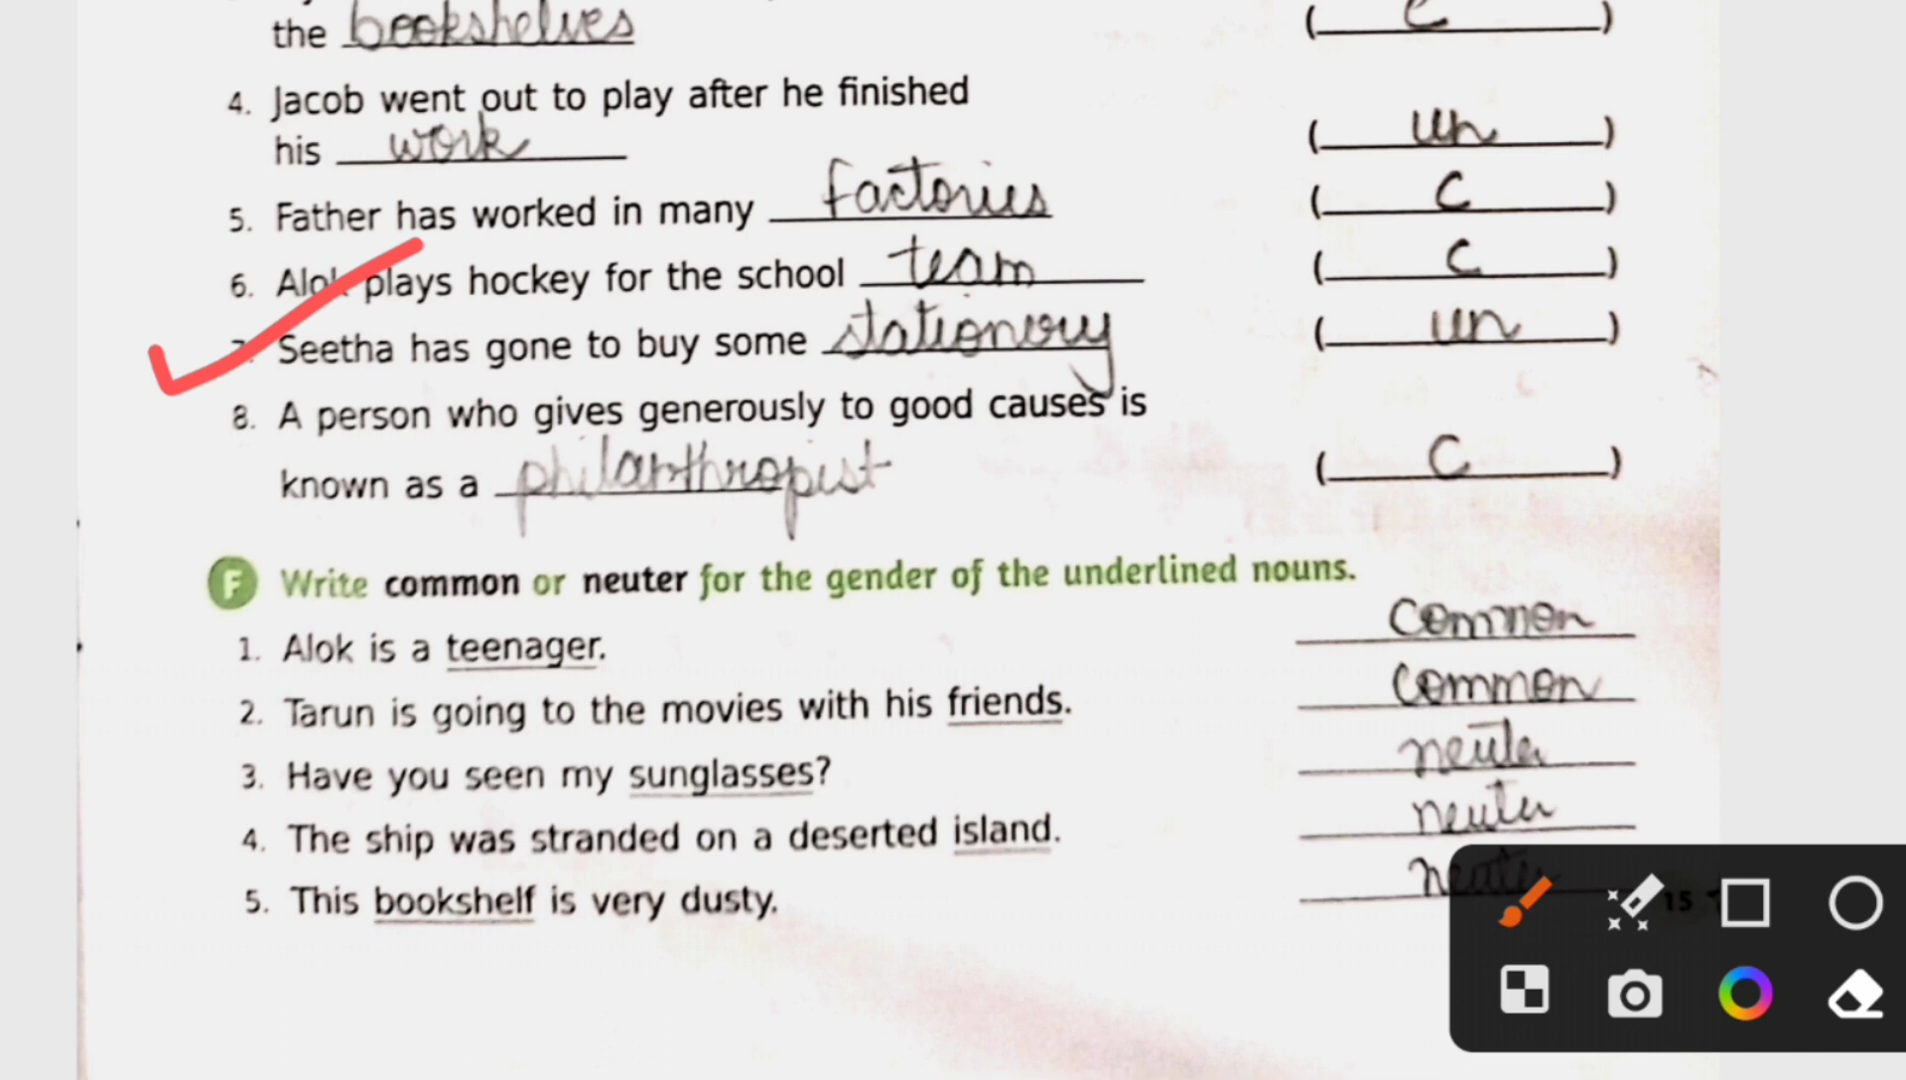 the bookshelves ( C )
4. Jacob went out to play after he finished
his work ( un )
5. Father has worked in many factories ( C )
6. Alok plays hockey for the school team ( C )
7. Seetha has gone to buy some stationery ( un )
8. A person who gives generously to good causes is
known as a philanthropist ( C )
F Write common or neuter for the gender of the underlined nouns.
1. Alok is a teenager. Common
2. Tarun is going to the movies with his friends. Common
3. Have you seen my sunglasses? neuter
4. The ship was stranded on a deserted island. neuter
5. This bookshelf is very dusty. neuter
15